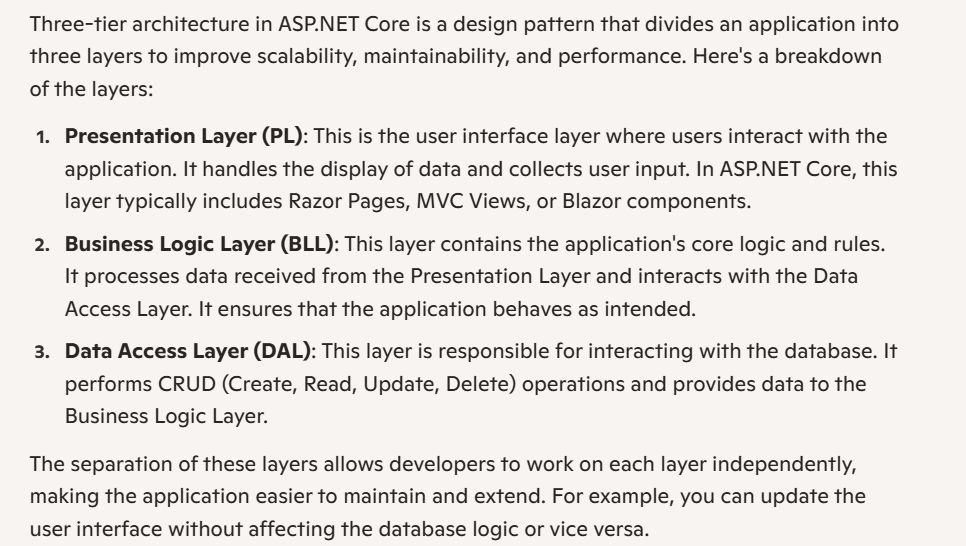 Three-tier architecture in ASP.NET Core is a design pattern that divides an application into
three layers to improve scalability, maintainability, and performance. Here's a breakdown
of the layers:
1. Presentation Layer (PL): This is the user interface layer where users interact with the
application. It handles the display of data and collects user input. In ASP.NET Core, this
layer typically includes Razor Pages, MVC Views, or Blazor components.
2. Business Logic Layer (BLL): This layer contains the application's core logic and rules.
It processes data received from the Presentation Layer and interacts with the Data
Access Layer. It ensures that the application behaves as intended.
3. Data Access Layer (DAL): This layer is responsible for interacting with the database. It
performs CRUD (Create, Read, Update, Delete) operations and provides data to the
Business Logic Layer.
The separation of these layers allows developers to work on each layer independently,
making the application easier to maintain and extend. For example, you can update the
user interface without affecting the database logic or vice versa.